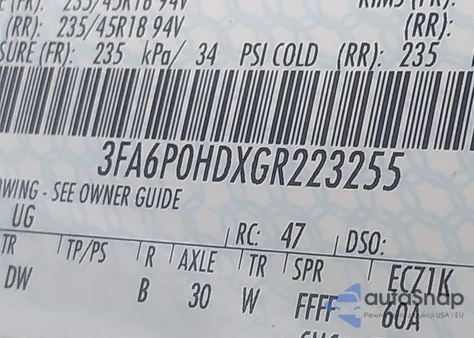 (RR): 235/45R18 94V (RR):
SURE (FR): 235 kPa/ 34 PSI COLD (RR): 235
3FA6P0HDXGR223255
WING - SEE OWNER GUIDE
UG RC: 47 DSO:
TR TP/PS R AXLE TR SPR ECZ1K
DW B 30 W FFFF 60A
autoSnap